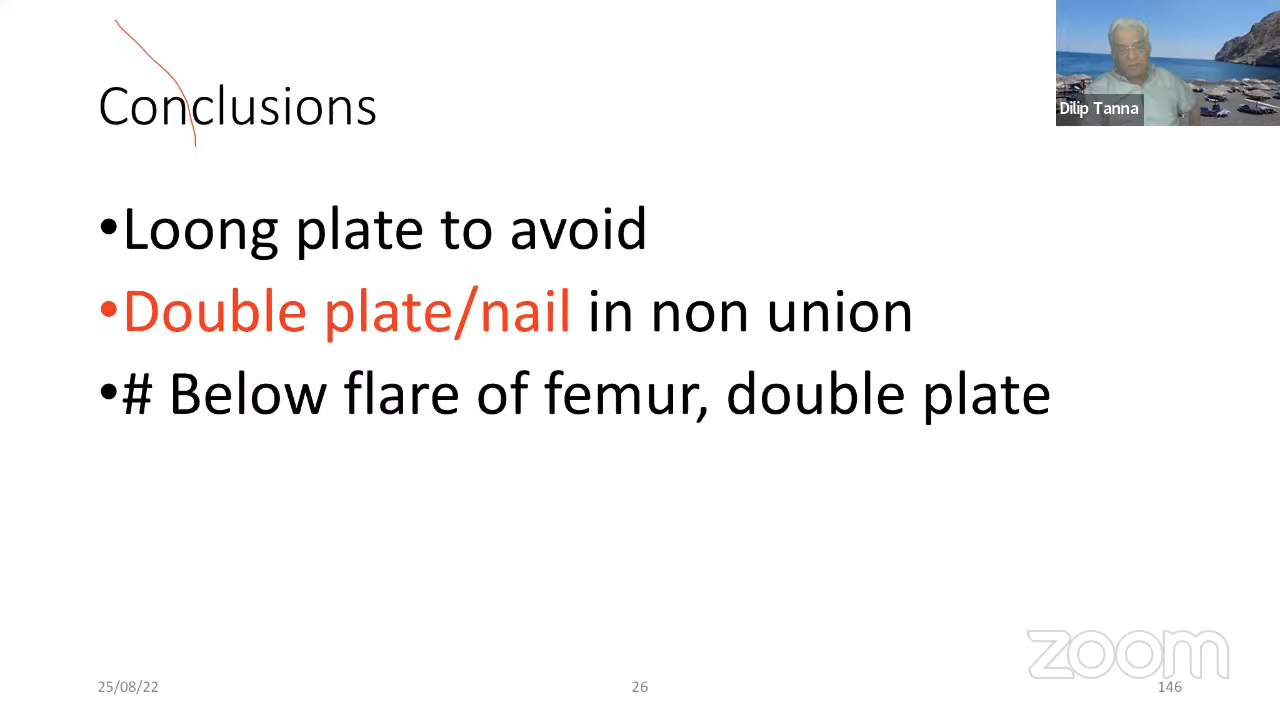 Conclusions
Dilip Tanna
•Loong plate to avoid
•Double plate/nail in non union
•# Below flare of femur, double plate
zoom
25/08/22 26 146